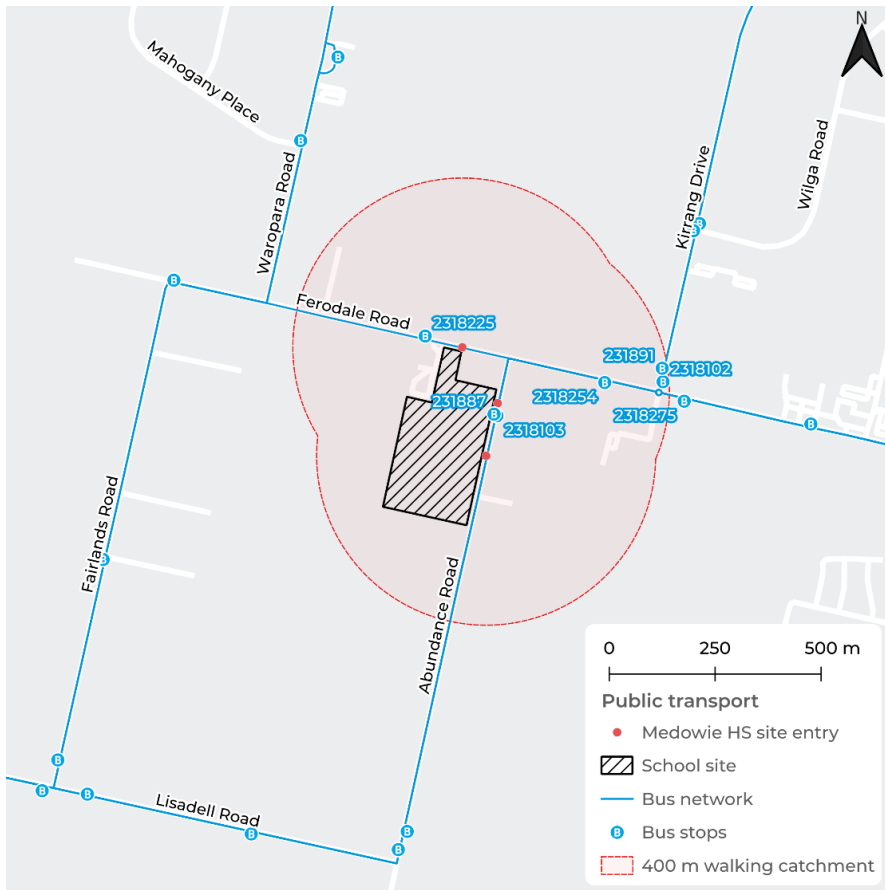 N
Mahogany Place
Waropara Road
Kirrang Drive
Wilga Road
Ferodale Road
2318225
231891
2318102
2318254
231887
2318275
2318103
Fairlands Road
Abundance Road
Lisadell Road
0 250 500 m
Public transport
Medowie HS site entry
School site
Bus network
B Bus stops
400 m walking catchment